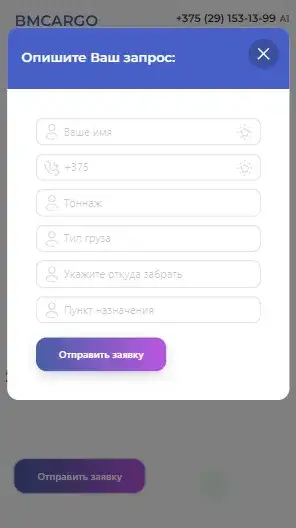 BMCARGO
+375 (29) 153-13-99 A1
Опишите Ваш запрос:
Ваше имя
+375
Тоннаж
Тип груза
Укажите откуда забрать
Пункт назначения
Отправить заявку
Отправить заявку